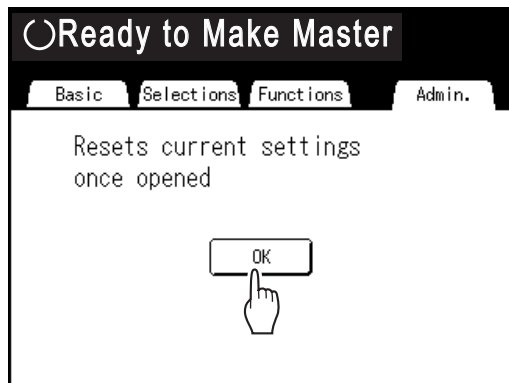 Ready to Make Master
Basic Selections Functions Admin.
Resets current settings
once opened
OK